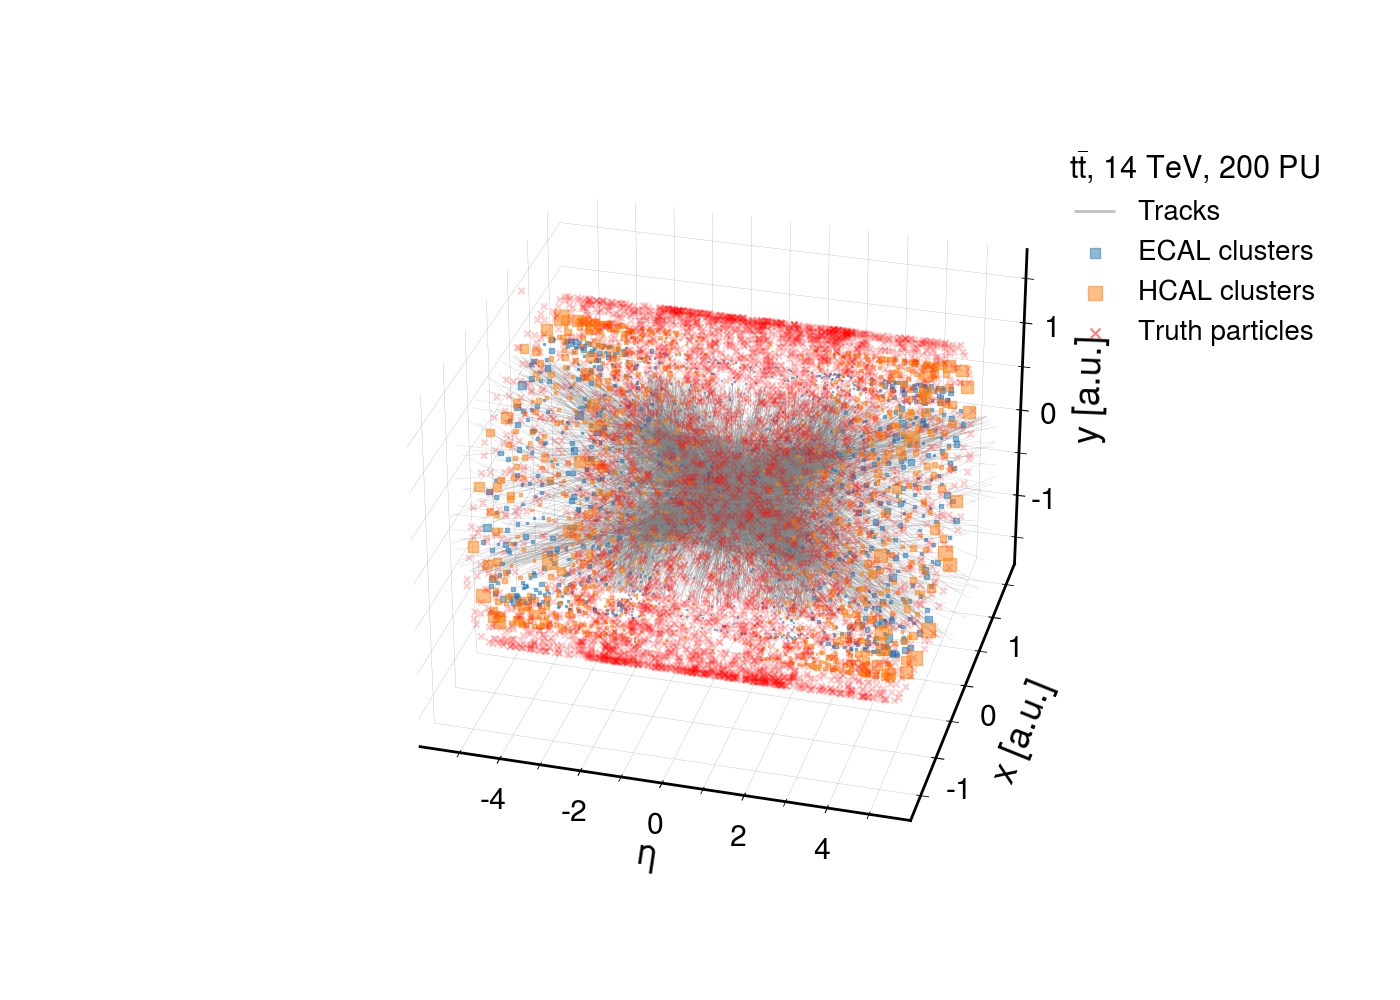 tt̄, 14 TeV, 200 PU
Tracks
ECAL clusters
HCAL clusters
Truth particles
1
0
-1
y [a.u.]
1
0
-1
x [a.u.]
-4
-2
0
2
4
η